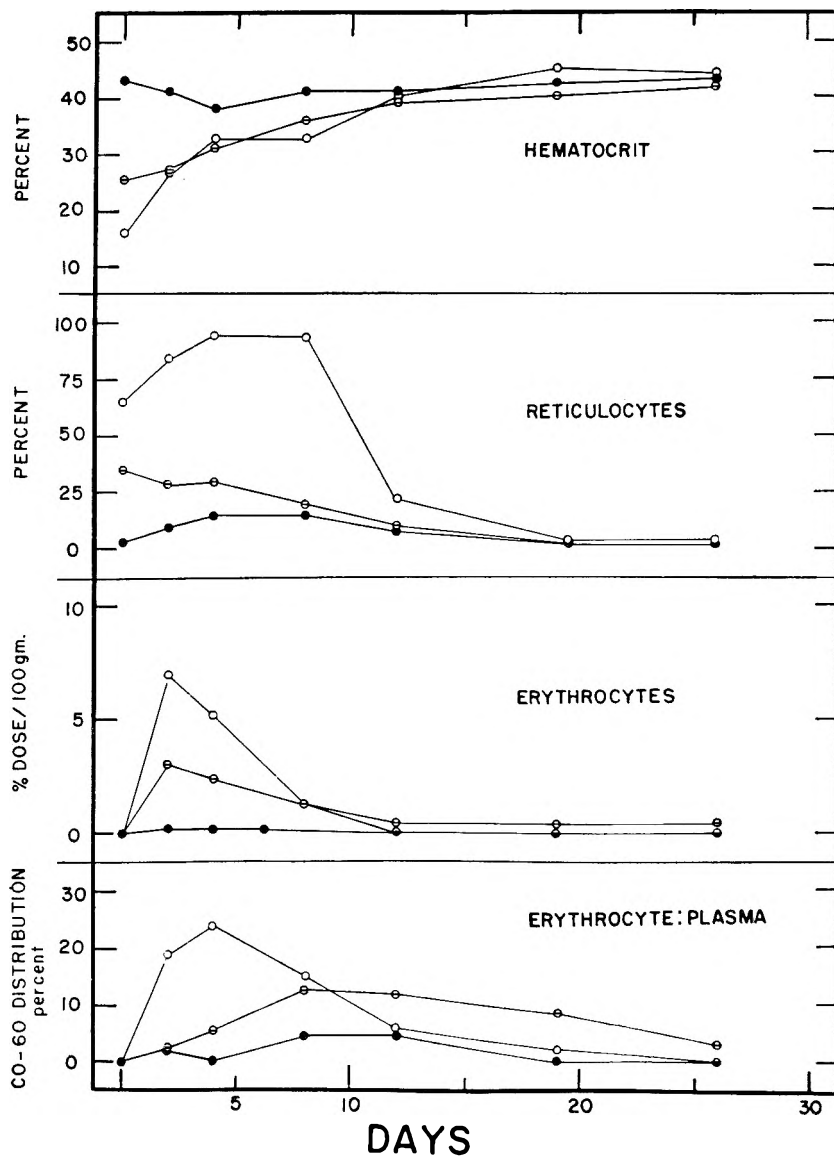 50
40
30
20
10
PERCENT
HEMATOCRIT
100
75
50
25
0
PERCENT
RETICULOCYTES
10
5
0
% DOSE/100gm.
ERYTHROCYTES
30
20
10
0
CO-60 DISTRIBUTION
percent
ERYTHROCYTE:PLASMA
5 10 20 30
DAYS